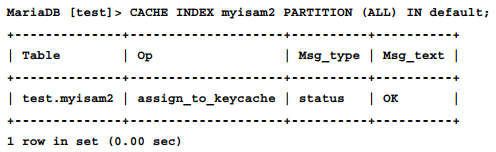 MariaDB [test]> CACHE INDEX myisam2 PARTITION (ALL) IN default;
+--------------+--------------------+----------+----------+
| Table        | Op                 | Msg_type | Msg_text |
+--------------+--------------------+----------+----------+
| test.myisam2 | assign_to_keycache | status   | OK       |
+--------------+--------------------+----------+----------+
1 row in set (0.00 sec)